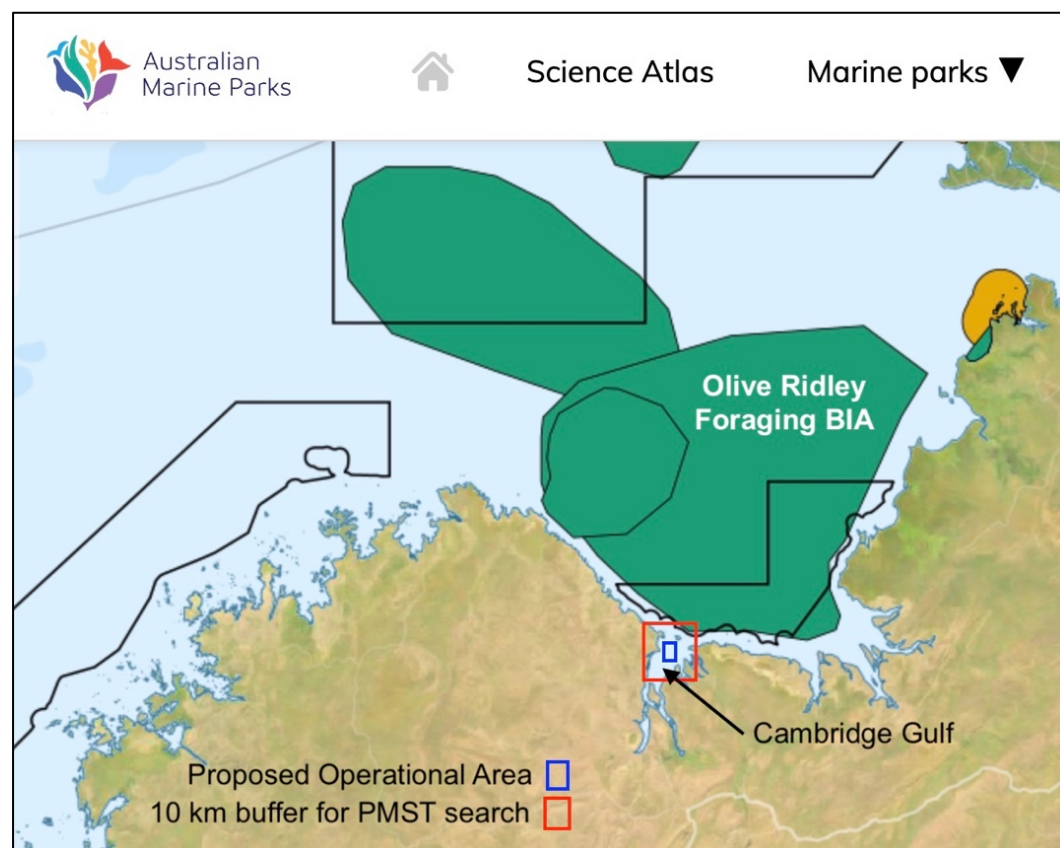 Australian
Marine Parks
Science Atlas
Marine parks ▼
Olive Ridley
Foraging BIA
Cambridge Gulf
Proposed Operational Area
10 km buffer for PMST search